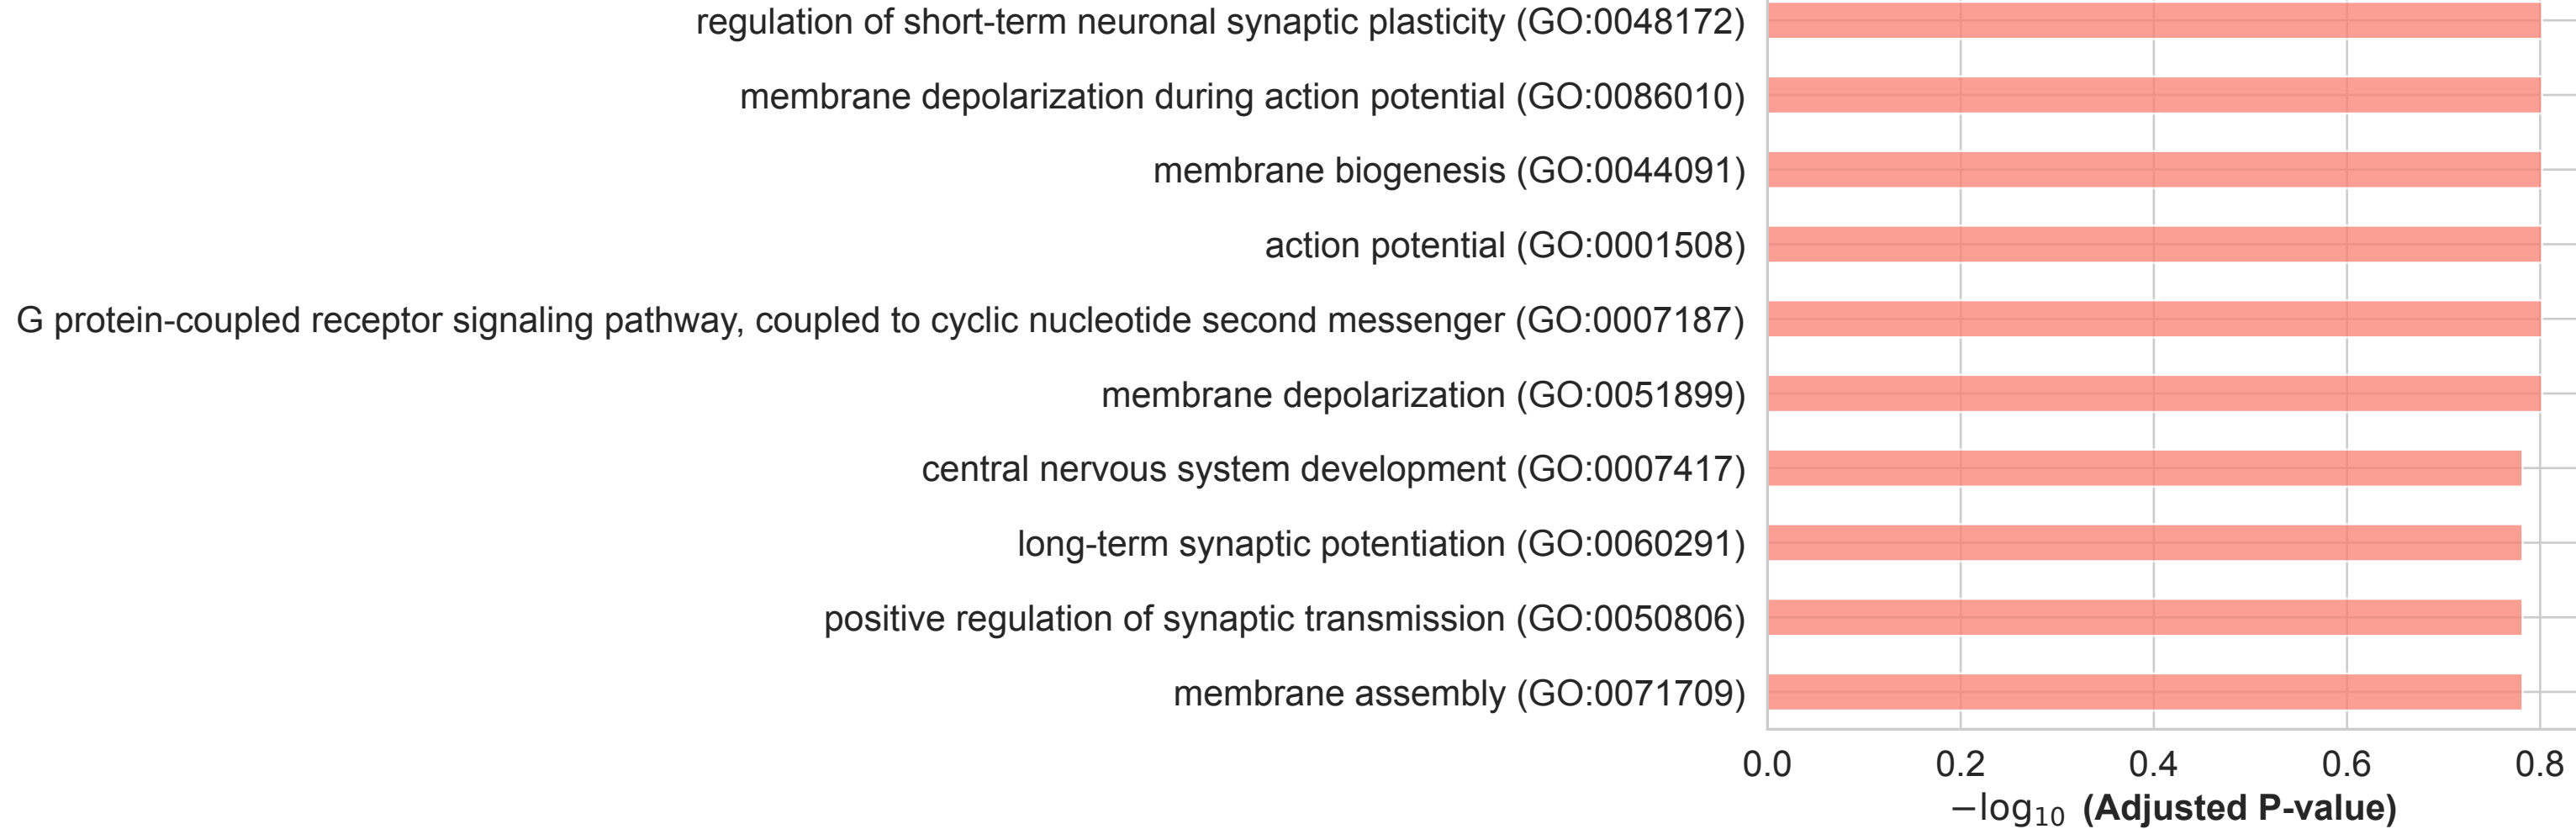 regulation of short-term neuronal synaptic plasticity (GO:0048172)
membrane depolarization during action potential (GO:0086010)
membrane biogenesis (GO:0044091)
action potential (GO:0001508)
G protein-coupled receptor signaling pathway, coupled to cyclic nucleotide second messenger (GO:0007187)
membrane depolarization (GO:0051899)
central nervous system development (GO:0007417)
long-term synaptic potentiation (GO:0060291)
positive regulation of synaptic transmission (GO:0050806)
membrane assembly (GO:0071709)
0.0 0.2 0.4 0.6 0.8
−log₁₀ (Adjusted P-value)